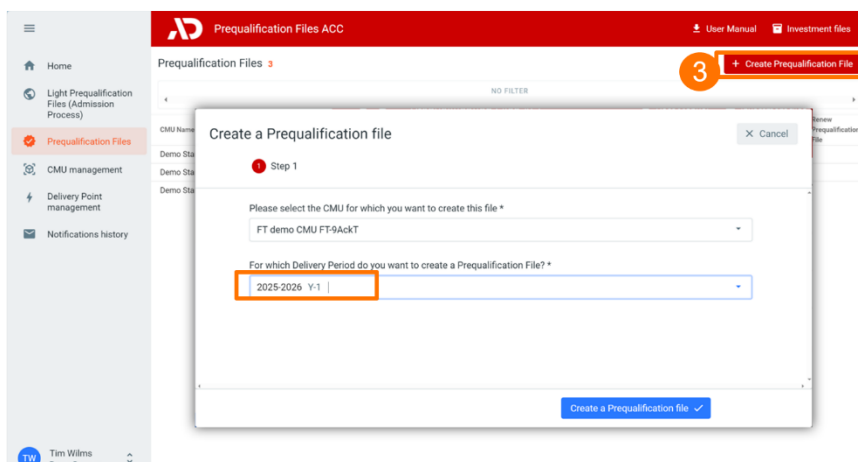 Prequalification Files ACC
User Manual
Investment files
Home
Light Prequalification
Files (Admission
Process)
Prequalification Files
CMU management
Delivery Point
management
Notifications history
Tim Wilms
TW
Prequalification Files 3
3
+ Create Prequalification File
NO FILTER
CMU Name
Renew
Prequalification
File
Demo Sta
Demo Sta
Demo Sta
Create a Prequalification file
× Cancel
1 Step 1
Please select the CMU for which you want to create this file *
FT demo CMU FT-9AckT
For which Delivery Period do you want to create a Prequalification File? *
2025-2026 Y-1
Create a Prequalification file